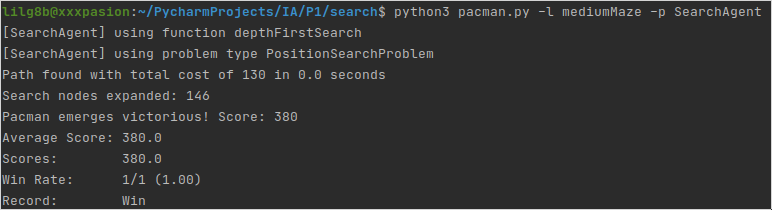 lilg8b@xxxpasion:~/PycharmProjects/IA/P1/search$ python3 pacman.py -l mediumMaze -p SearchAgent
[SearchAgent] using function depthFirstSearch
[SearchAgent] using problem type PositionSearchProblem
Path found with total cost of 130 in 0.0 seconds
Search nodes expanded: 146
Pacman emerges victorious! Score: 380
Average Score: 380.0
Scores:        380.0
Win Rate:      1/1 (1.00)
Record:        Win